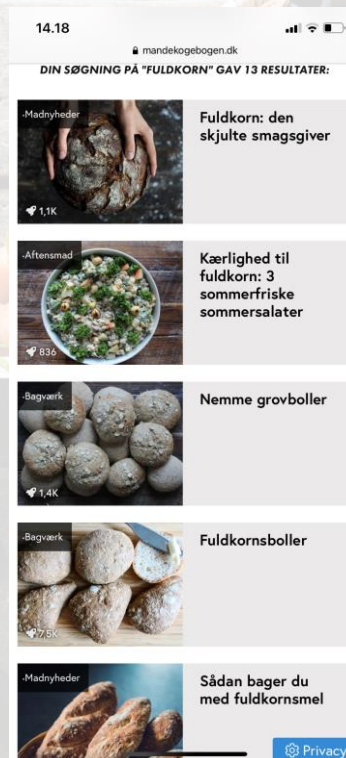 14.18
mandekogebogen.dk
DIN SØGNING PÅ "FULDKORN" GAV 13 RESULTATER:
-Madnyheder
Fuldkorn: den
skjulte smagsgiver
1,1K
-Aftensmad
Kærlighed til
fuldkorn: 3
sommerfriske
sommersalater
836
-Bagværk
Nemme grovboller
1,4K
-Bagværk
Fuldkornsboller
7,5K
-Madnyheder
Sådan bager du
med fuldkornsmel
Privacy